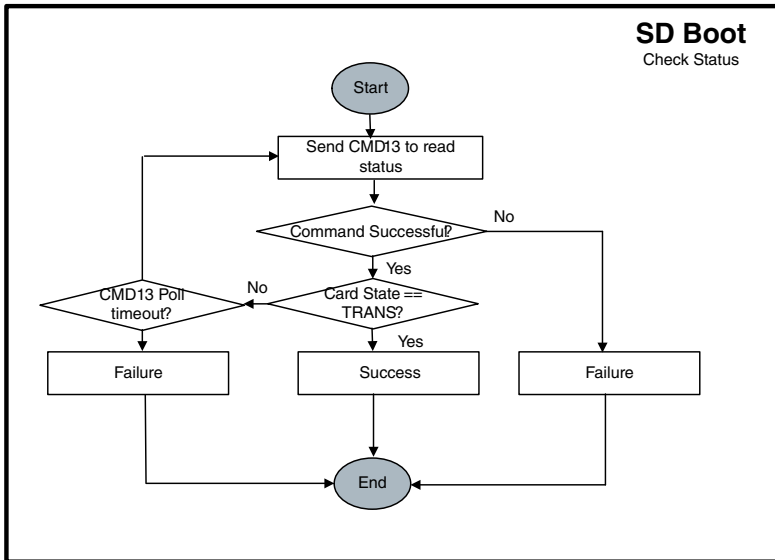 SD Boot
Check Status
Start
Send CMD13 to read
status
Command Successful?
No
Yes
Card State ==
TRANS?
No
CMD13 Poll
timeout?
Yes
Failure
Success
Failure
End